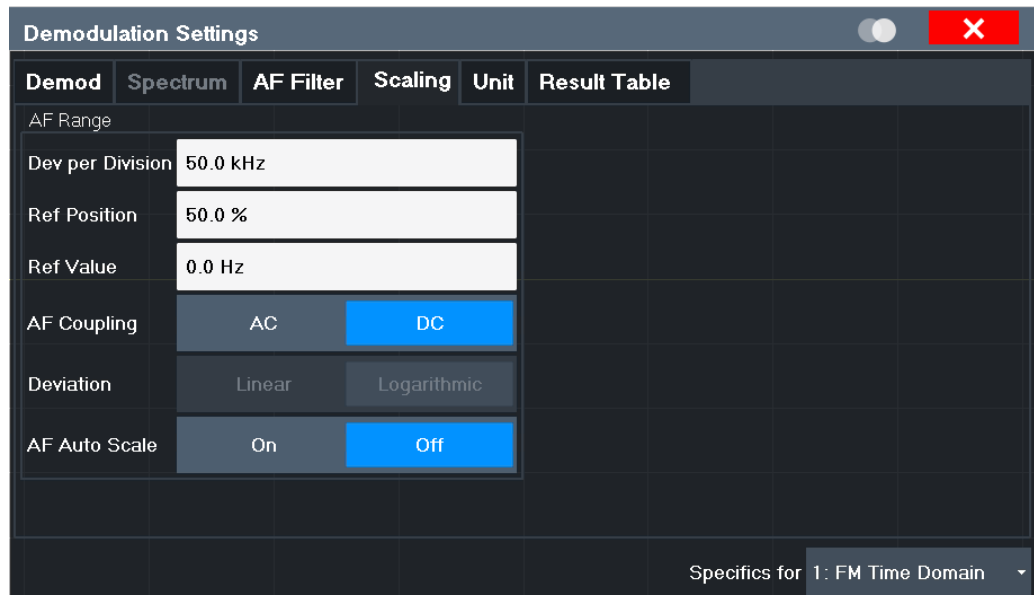 Demodulation Settings
Demod Spectrum AF Filter Scaling Unit Result Table
AF Range
Dev per Division 50.0 kHz
Ref Position 50.0 %
Ref Value 0.0 Hz
AF Coupling AC DC
Deviation Linear Logarithmic
AF Auto Scale On Off
Specifics for 1: FM Time Domain